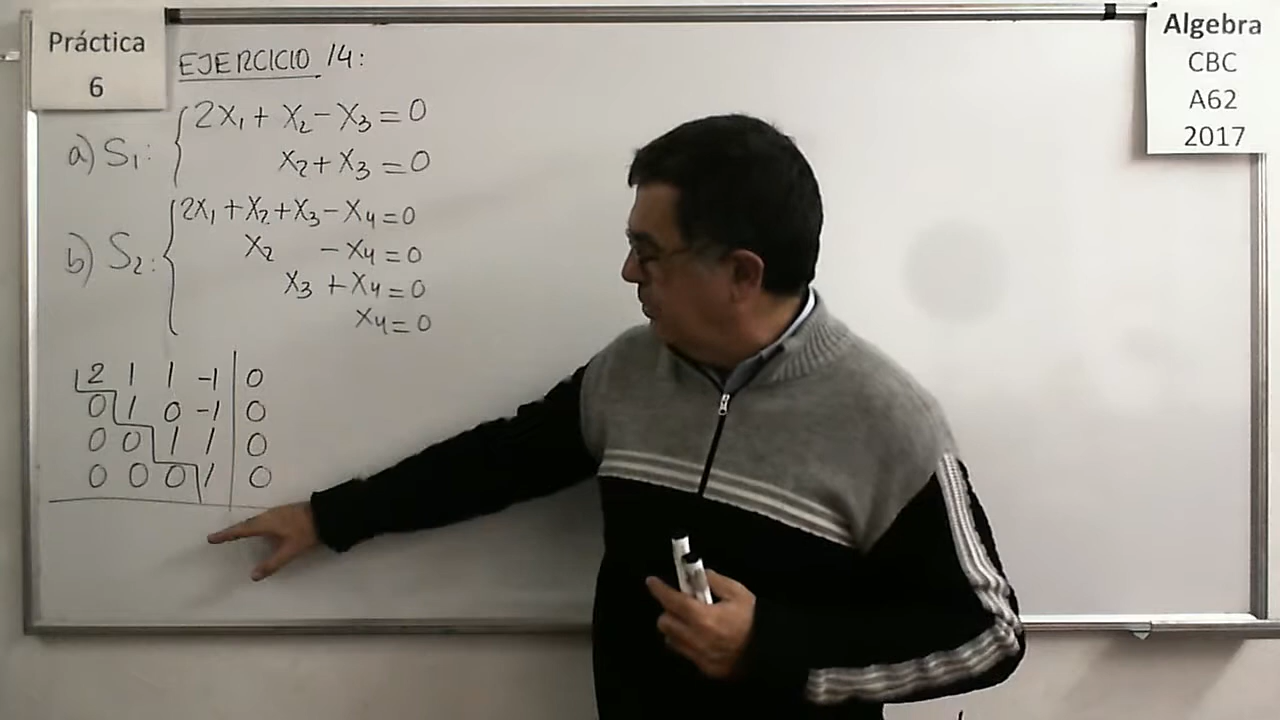 Práctica
6
EJERCICIO 14:
a) S₁: { 2X₁ + X₂ - X₃ = 0
X₂ + X₃ = 0
b) S₂: { 2X₁ + X₂ + X₃ - X₄ = 0
X₂ - X₄ = 0
X₃ + X₄ = 0
X₄ = 0
2 1 1 -1 | 0
0 1 0 -1 | 0
0 0 1 1 | 0
0 0 0 1 | 0
Algebra
CBC
A62
2017